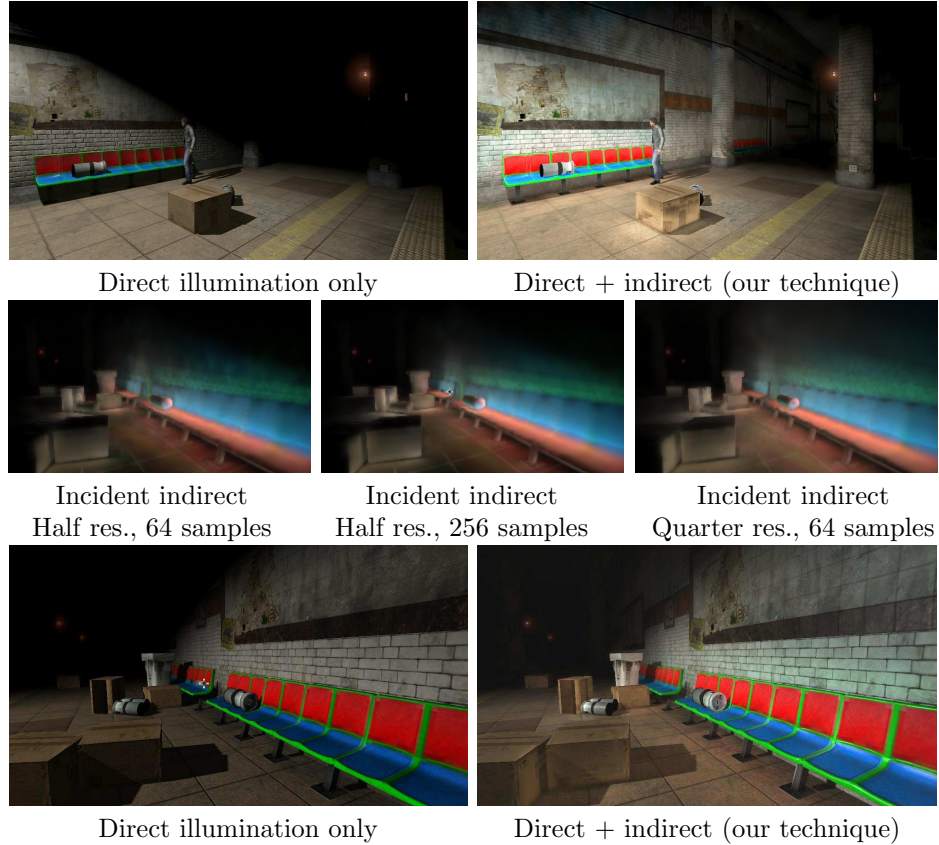 Direct illumination only
Direct + indirect (our technique)
Incident indirect
Half res., 64 samples
Incident indirect
Half res., 256 samples
Incident indirect
Quarter res., 64 samples
Direct illumination only
Direct + indirect (our technique)